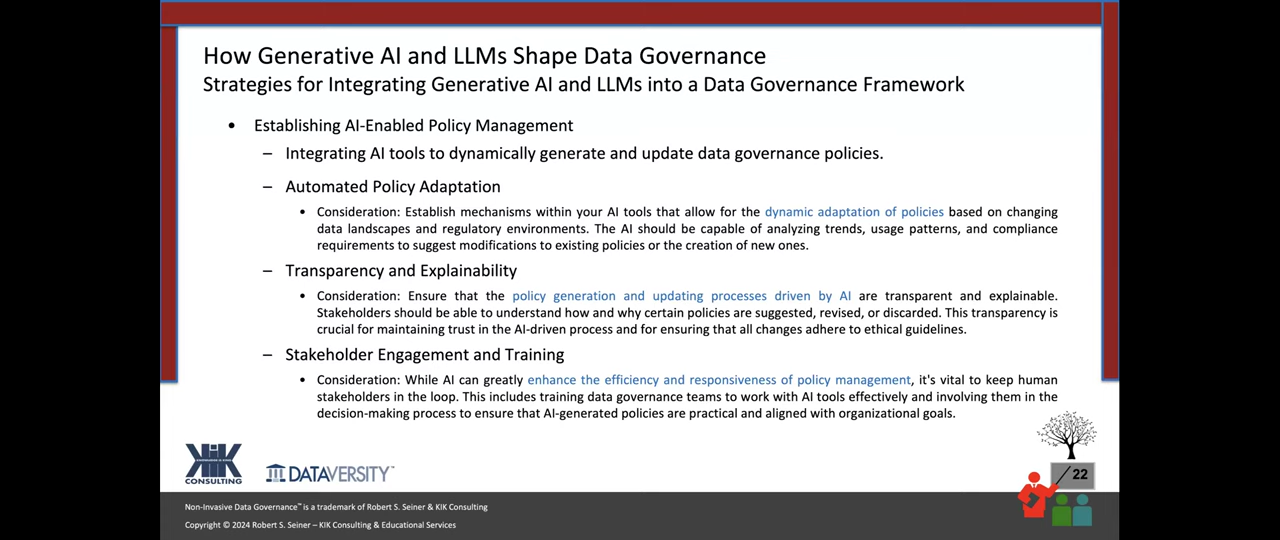 How Generative AI and LLMs Shape Data Governance
Strategies for Integrating Generative AI and LLMs into a Data Governance Framework
• Establishing AI-Enabled Policy Management
– Integrating AI tools to dynamically generate and update data governance policies.
– Automated Policy Adaptation
• Consideration: Establish mechanisms within your AI tools that allow for the dynamic adaptation of policies based on changing
data landscapes and regulatory environments. The AI should be capable of analyzing trends, usage patterns, and compliance
requirements to suggest modifications to existing policies or the creation of new ones.
– Transparency and Explainability
• Consideration: Ensure that the policy generation and updating processes driven by AI are transparent and explainable.
Stakeholders should be able to understand how and why certain policies are suggested, revised, or discarded. This transparency is
crucial for maintaining trust in the AI-driven process and for ensuring that all changes adhere to ethical guidelines.
– Stakeholder Engagement and Training
• Consideration: While AI can greatly enhance the efficiency and responsiveness of policy management, it's vital to keep human
stakeholders in the loop. This includes training data governance teams to work with AI tools effectively and involving them in the
decision-making process to ensure that AI-generated policies are practical and aligned with organizational goals.
KIK
CONSULTING
DATAVERSITY™
22
Non-Invasive Data Governance™ is a trademark of Robert S. Seiner & KIK Consulting
Copyright © 2024 Robert S. Seiner – KIK Consulting & Educational Services